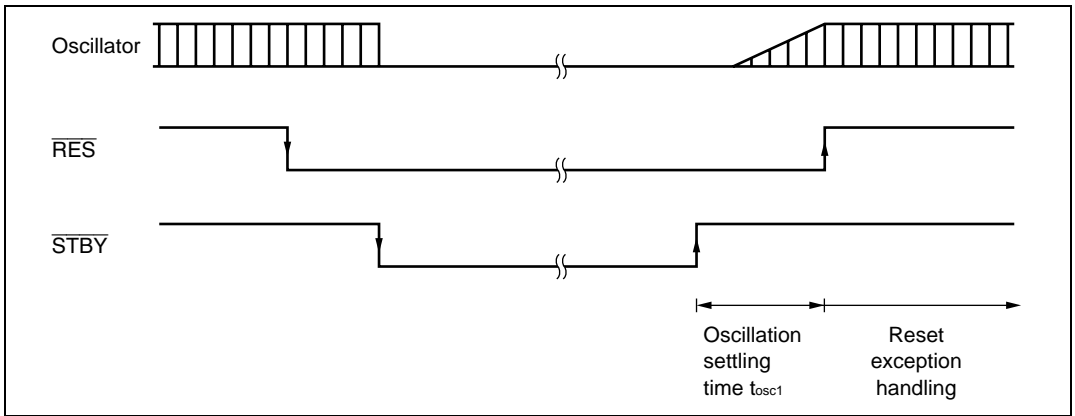 Oscillator
RES
STBY
Oscillation
settling
time tosc1
Reset
exception
handling